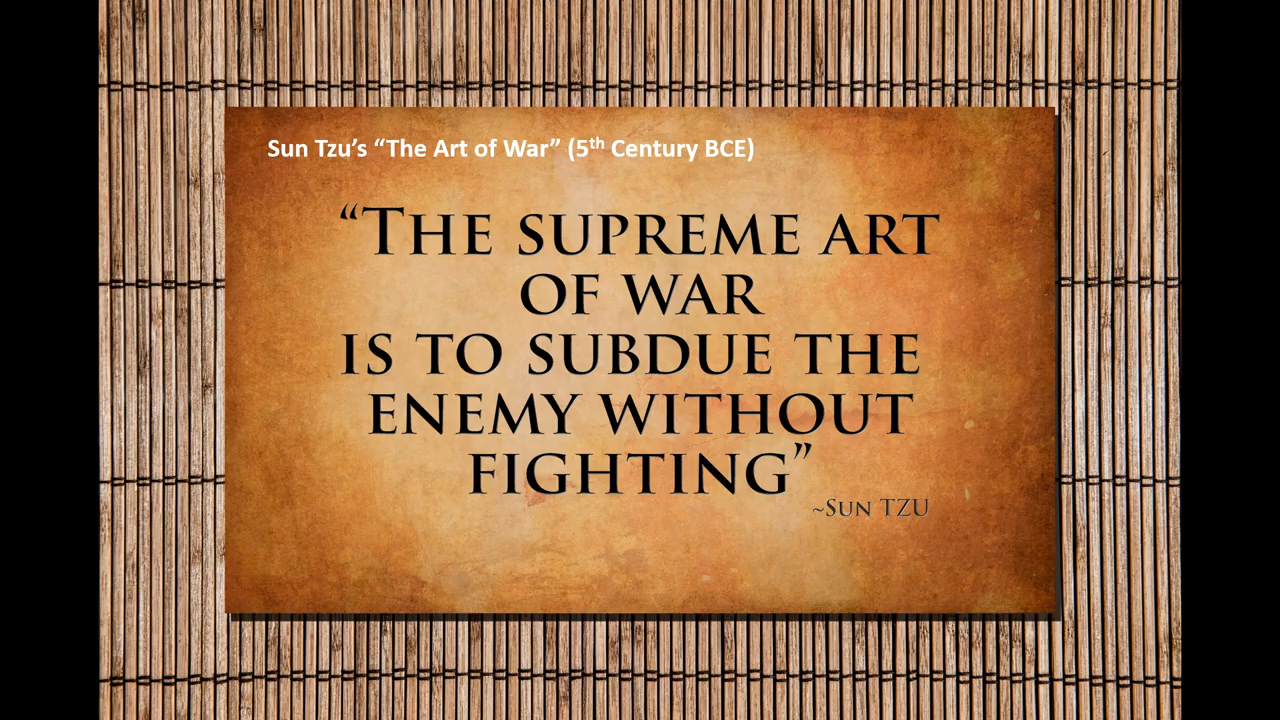 Sun Tzu's “The Art of War” (5th Century BCE)
“THE SUPREME ART
OF WAR
IS TO SUBDUE THE
ENEMY WITHOUT
FIGHTING”
~SUN TZU